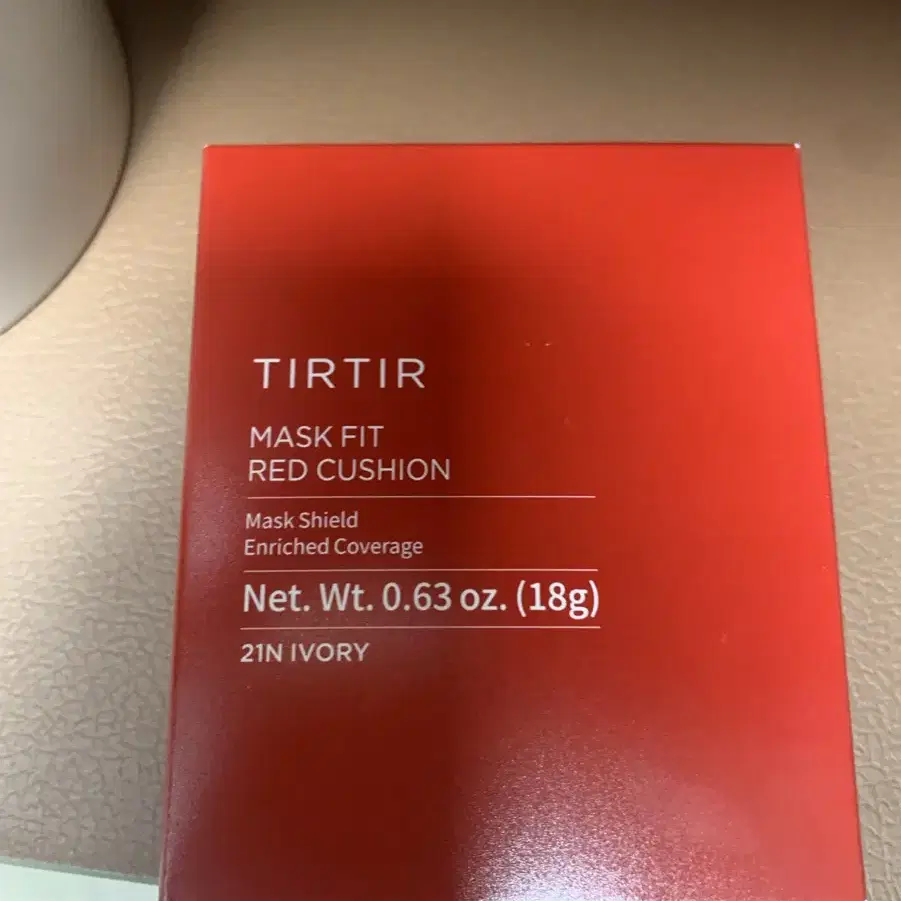 TIRTIR
MASK FIT
RED CUSHION
Mask Shield
Enriched Coverage
Net. Wt. 0.63 oz. (18g)
21N IVORY